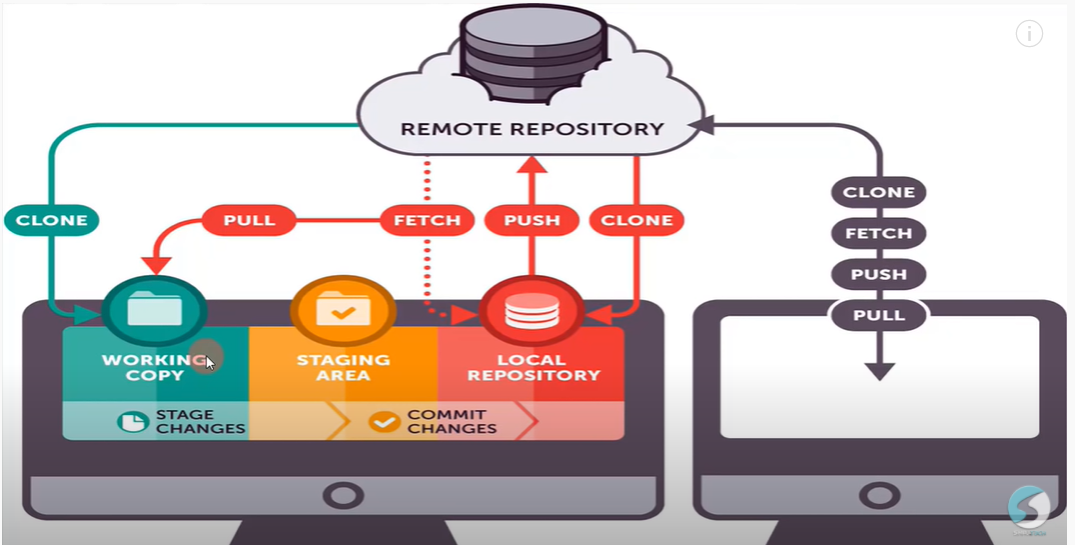 REMOTE REPOSITORY
CLONE
PULL
FETCH
PUSH
CLONE
CLONE
FETCH
PUSH
PULL
WORKING
COPY
STAGING
AREA
LOCAL
REPOSITORY
STAGE
CHANGES
COMMIT
CHANGES